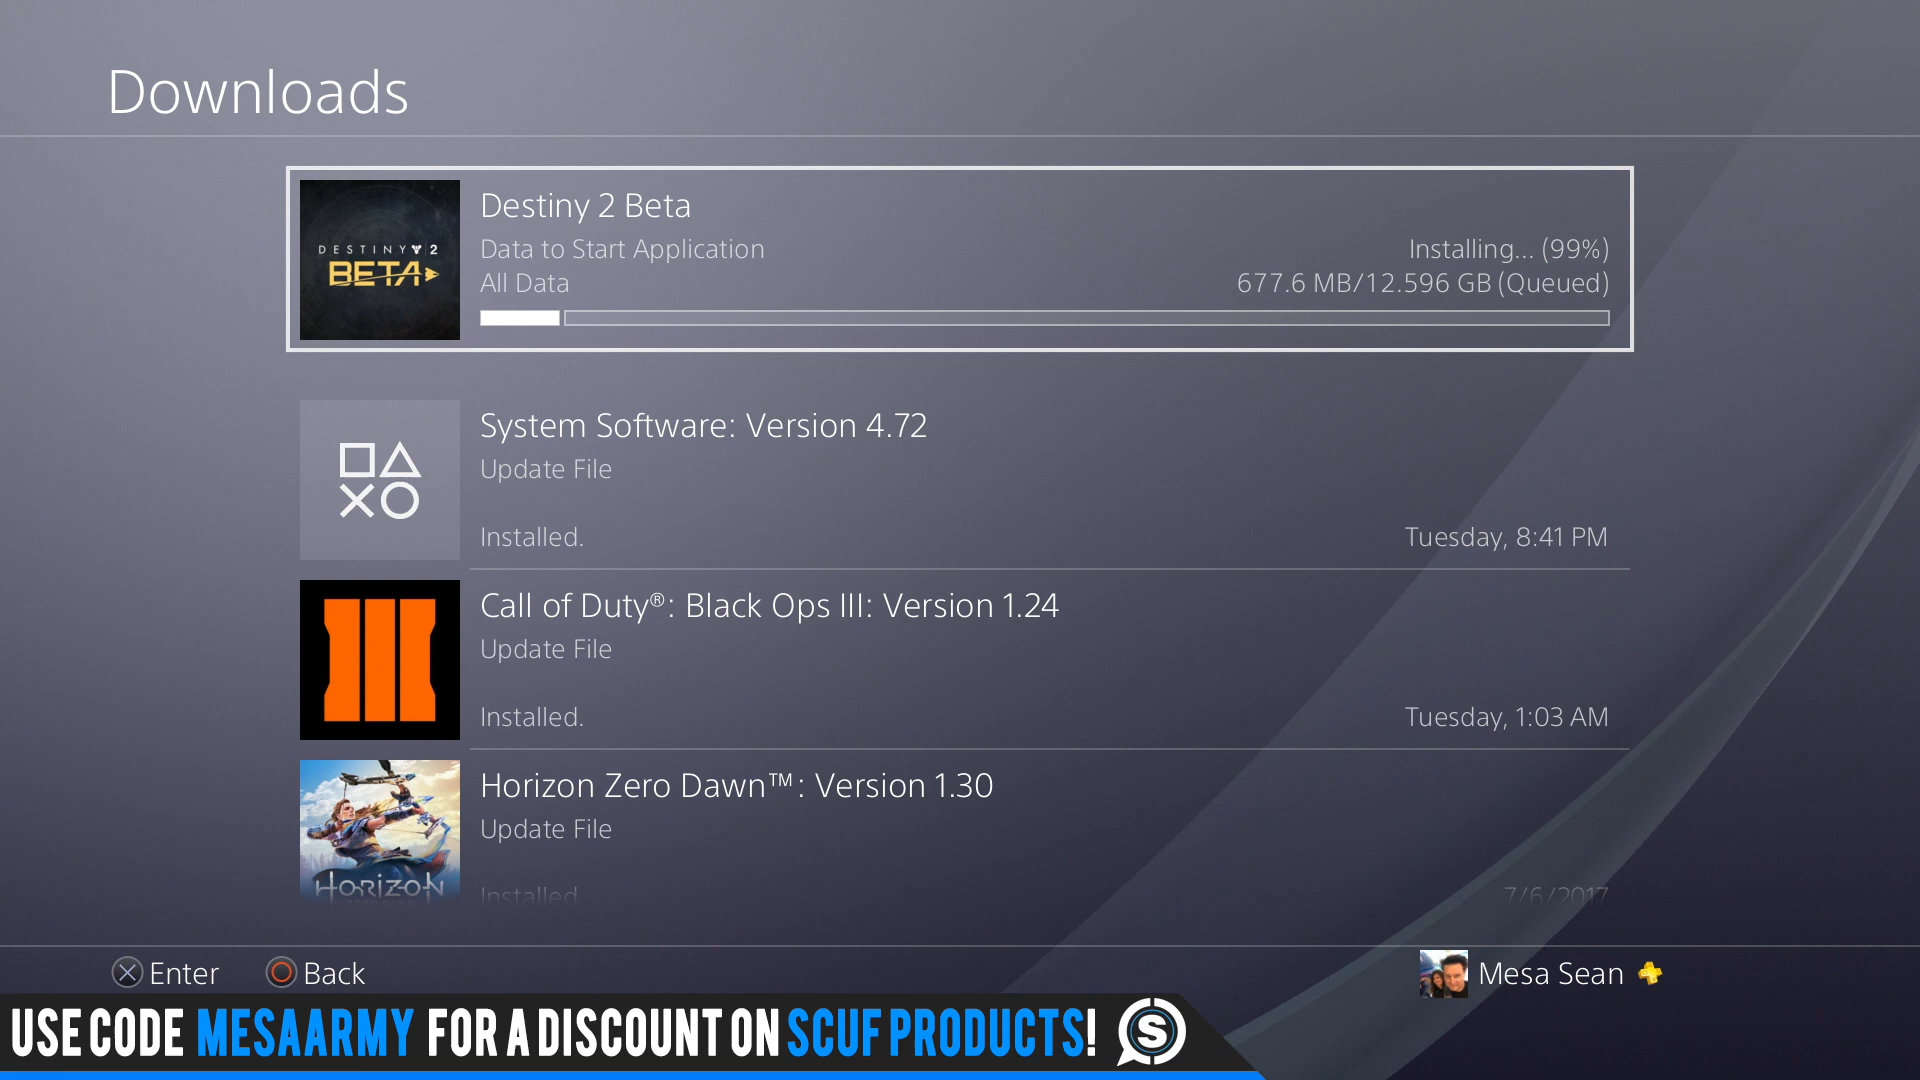 Downloads
DESTINY 2
BETA
Destiny 2 Beta
Data to Start Application
Installing... (99%)
All Data
677.6 MB/12.596 GB (Queued)
System Software: Version 4.72
Update File
Installed.
Tuesday, 8:41 PM
Call of Duty®: Black Ops III: Version 1.24
Update File
Installed.
Tuesday, 1:03 AM
Horizon Zero Dawn™: Version 1.30
Update File
HORIZON
ZERO DAWN
Installed.
7/6/2017
Enter
Back
Mesa Sean
USE CODE MESAARMY FOR A DISCOUNT ON SCUF PRODUCTS!
S